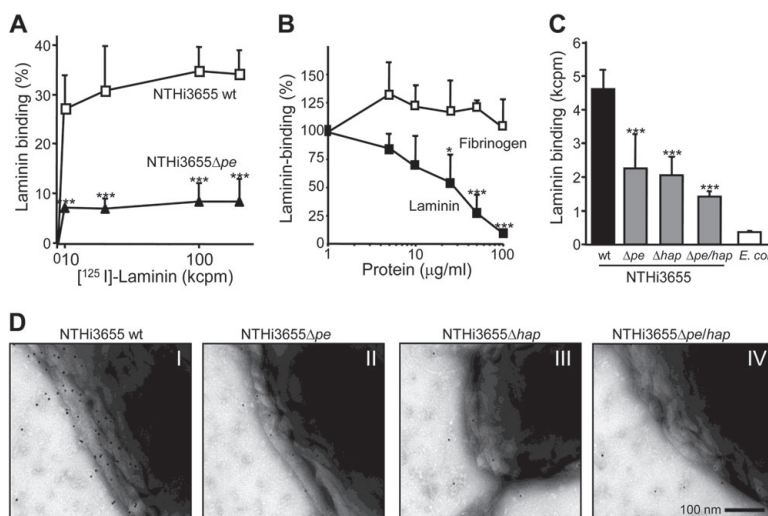 A
Laminin binding (%)
40
30
20
10
0
NTHi3655 wt
NTHi3655Δpe
***
***
***
***
0 10
100
[¹²⁵ I]-Laminin (kcpm)
B
Laminin-binding (%)
150
125
100
75
50
25
0
Fibrinogen
Laminin
*
***
***
1
10
100
Protein (μg/ml)
C
Laminin binding (kcpm)
6
5
4
3
2
1
0
***
***
***
wt Δpe Δhap Δpe/hap E. col
NTHi3655
D
NTHi3655 wt
NTHi3655Δpe
NTHi3655Δhap
NTHi3655Δpe/hap
I
II
III
IV
100 nm